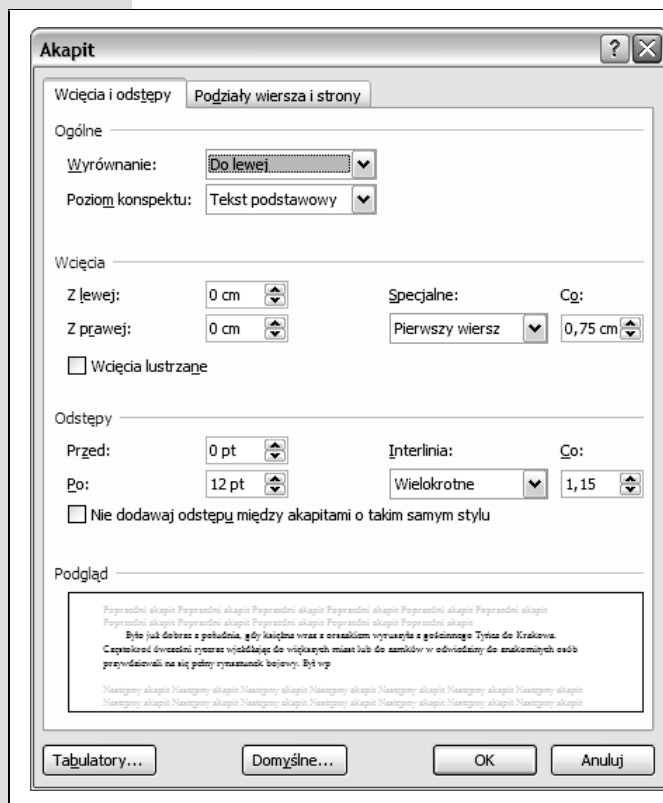 Akapit
Wcięcia i odstępy Podziały wiersza i strony
Ogólne
Wyrównanie: Do lewej
Poziom konspektu: Tekst podstawowy
Wcięcia
Z lewej: 0 cm Specjalne: Co:
Z prawej: 0 cm Pierwszy wiersz 0,75 cm
Wcięcia lustrzane
Odstępy
Przed: 0 pt Interlinia: Co:
Po: 12 pt Wielokrotne 1,15
Nie dodawaj odstępu między akapitami o takim samym stylu
Podgląd
Poprzedni akapit Poprzedni akapit Poprzedni akapit Poprzedni akapit Poprzedni akapit Poprzedni akapit
Poprzedni akapit Poprzedni akapit Poprzedni akapit Poprzedni akapit Poprzedni akapit
Było już dobrze z południa, gdy księżna wraz z orszakiem wyruszyła z gościnnego Tyńca do Krakowa.
Częstokroć ówcześni rycerze wjeżdżając do większych miast lub do zamków w odwiedziny do znakomitych osób
przywdziewali na się pełny rynsztunek bojowy. Był wp
Następny akapit Następny akapit Następny akapit Następny akapit Następny akapit Następny akapit Następny akapit
Następny akapit Następny akapit Następny akapit Następny akapit Następny akapit Następny akapit Następny akapit
Tabulatory... Domyślne... OK Anuluj